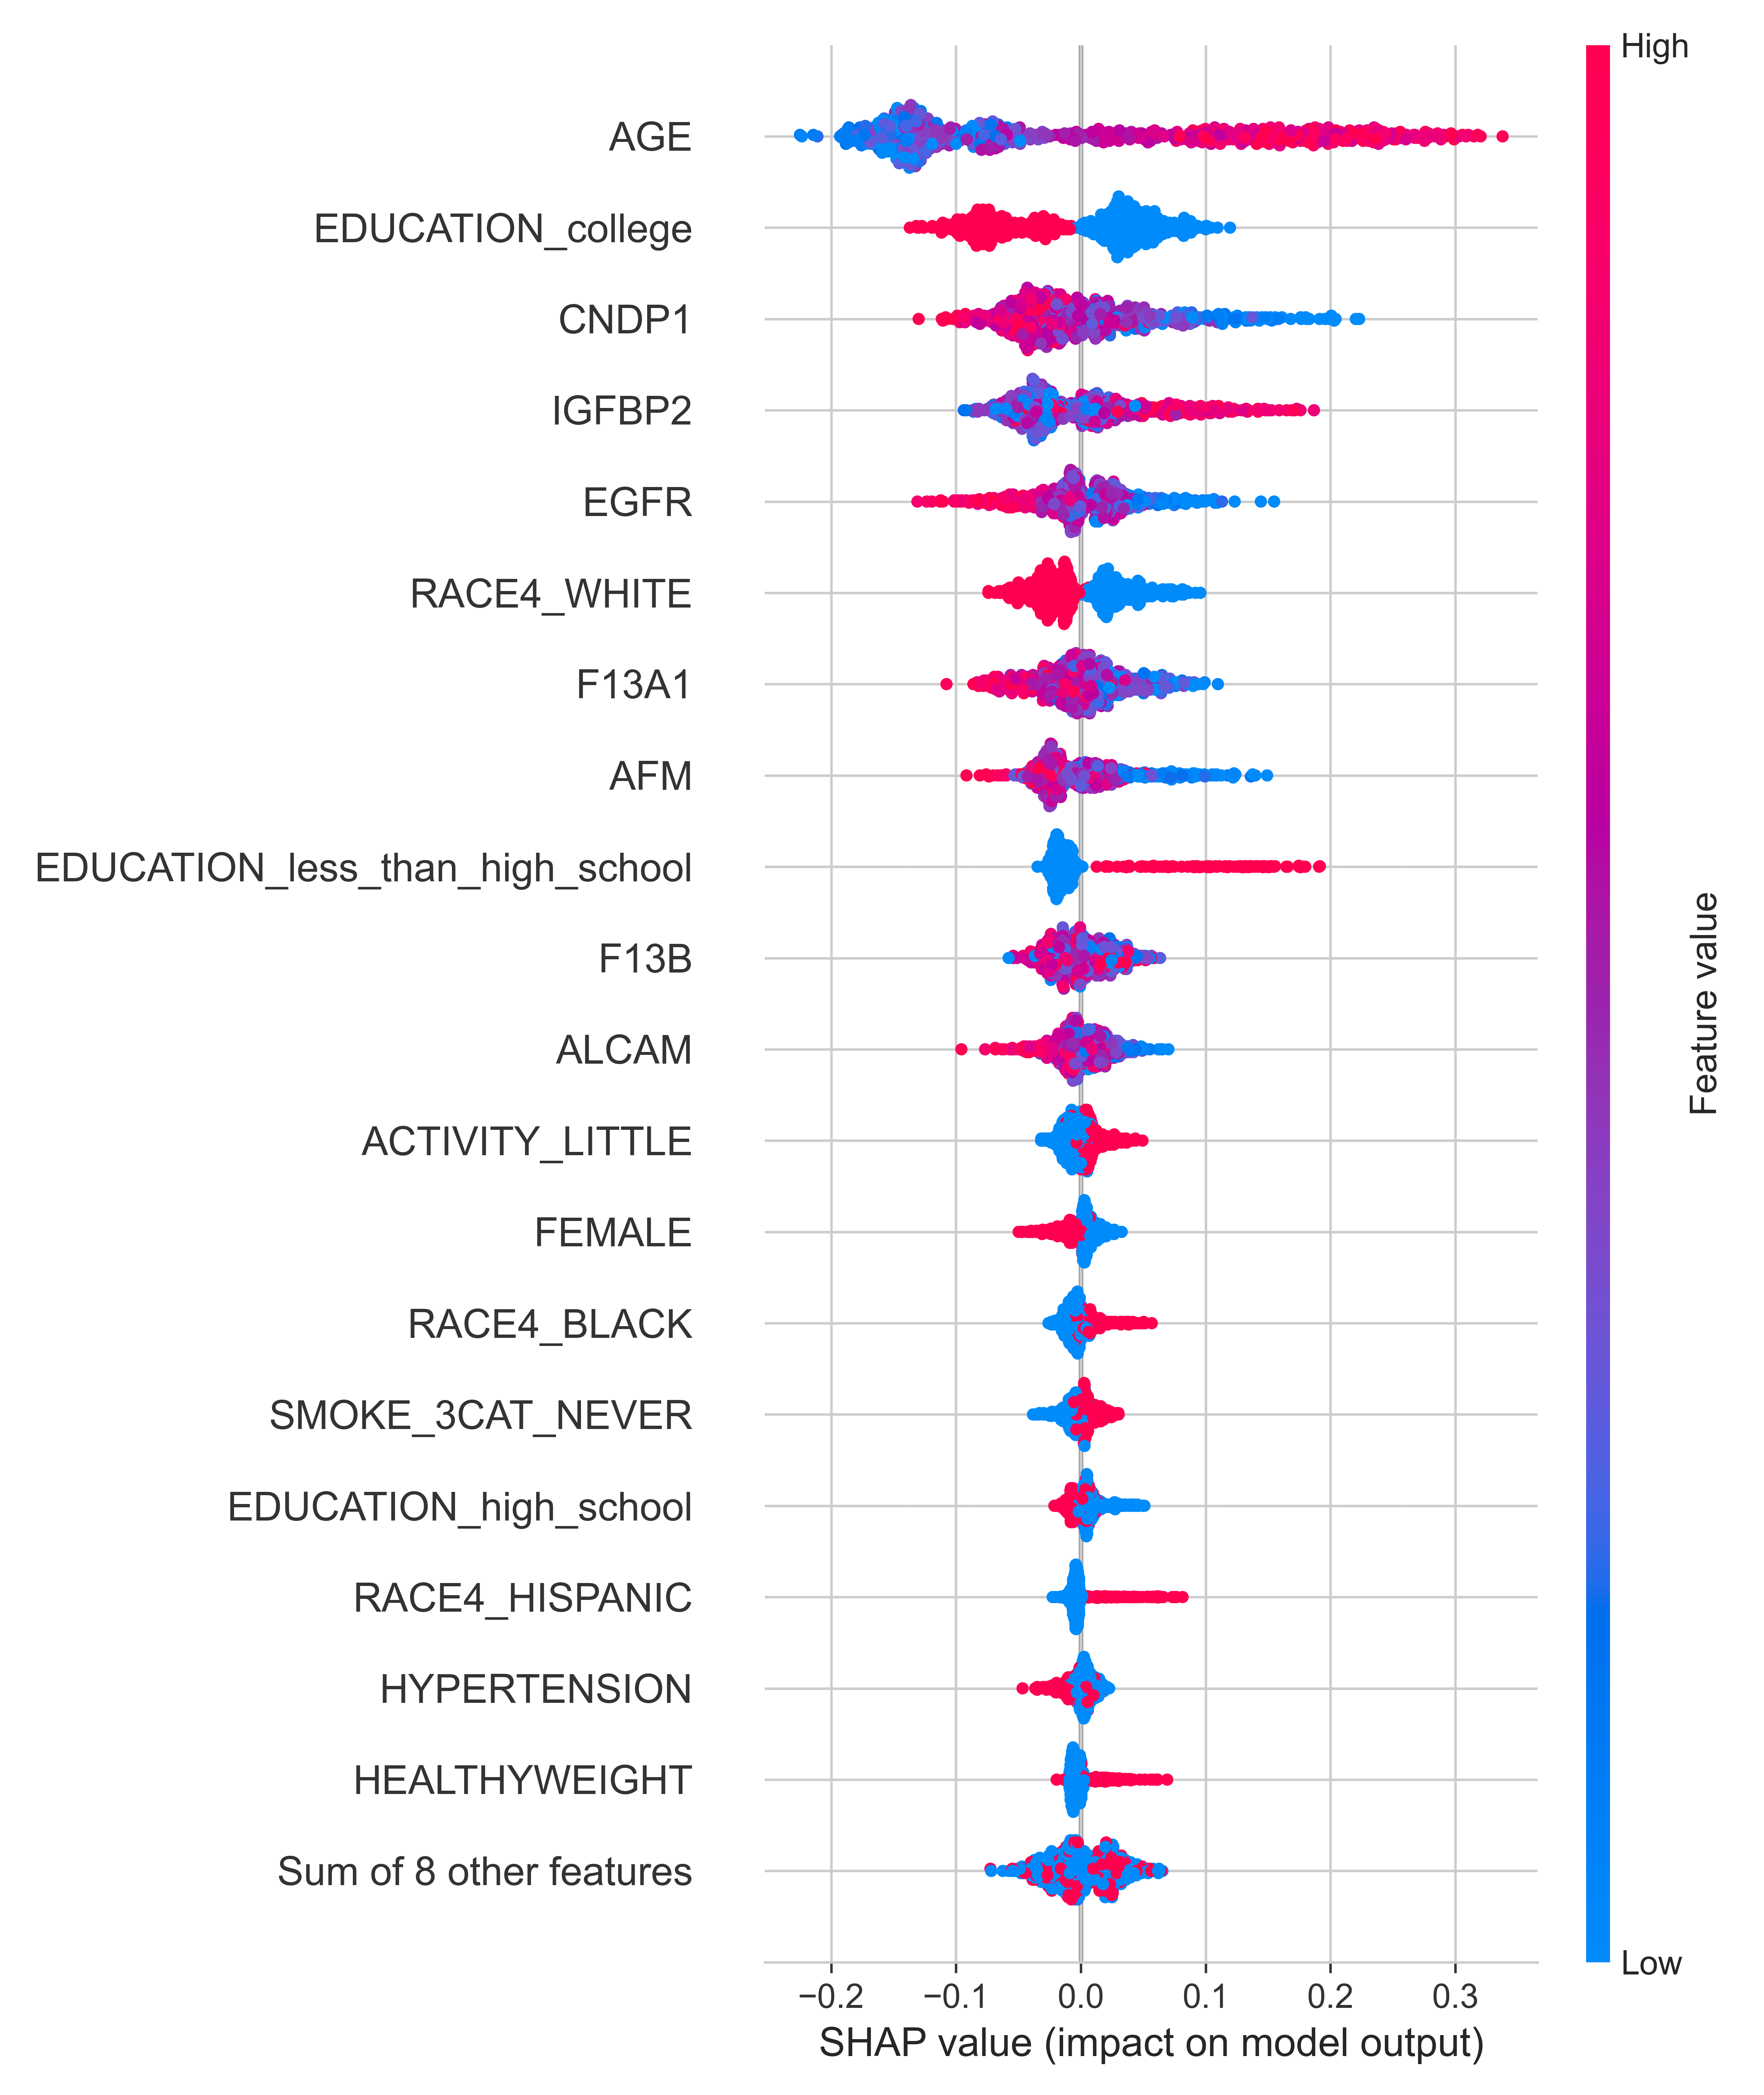 High
AGE
EDUCATION_college
CNDP1
IGFBP2
EGFR
RACE4_WHITE
F13A1
AFM
EDUCATION_less_than_high_school
F13B
ALCAM
ACTIVITY_LITTLE
FEMALE
RACE4_BLACK
SMOKE_3CAT_NEVER
EDUCATION_high_school
RACE4_HISPANIC
HYPERTENSION
HEALTHYWEIGHT
Sum of 8 other features
Feature value
Low
−0.2 −0.1 0.0 0.1 0.2 0.3
SHAP value (impact on model output)